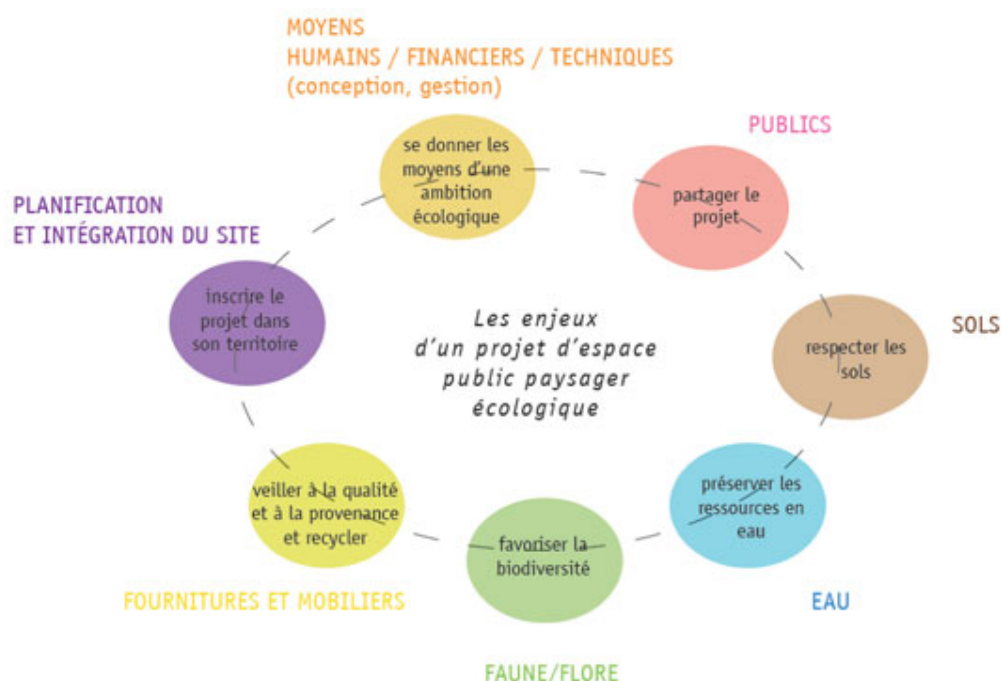 MOYENS
HUMAINS / FINANCIERS / TECHNIQUES
(conception, gestion)
se donner les
moyens d'une
ambition
écologique
PUBLICS
partager le
projet
SOLS
respecter les
sols
préserver les
ressources en
eau
EAU
favoriser la
biodiversité
FAUNE/FLORE
veiller à la qualité
et à la provenance
et recycler
FOURNITURES ET MOBILIERS
PLANIFICATION
ET INTÉGRATION DU SITE
inscrire le
projet dans
son territoire
Les enjeux
d'un projet d'espace
public paysager
écologique